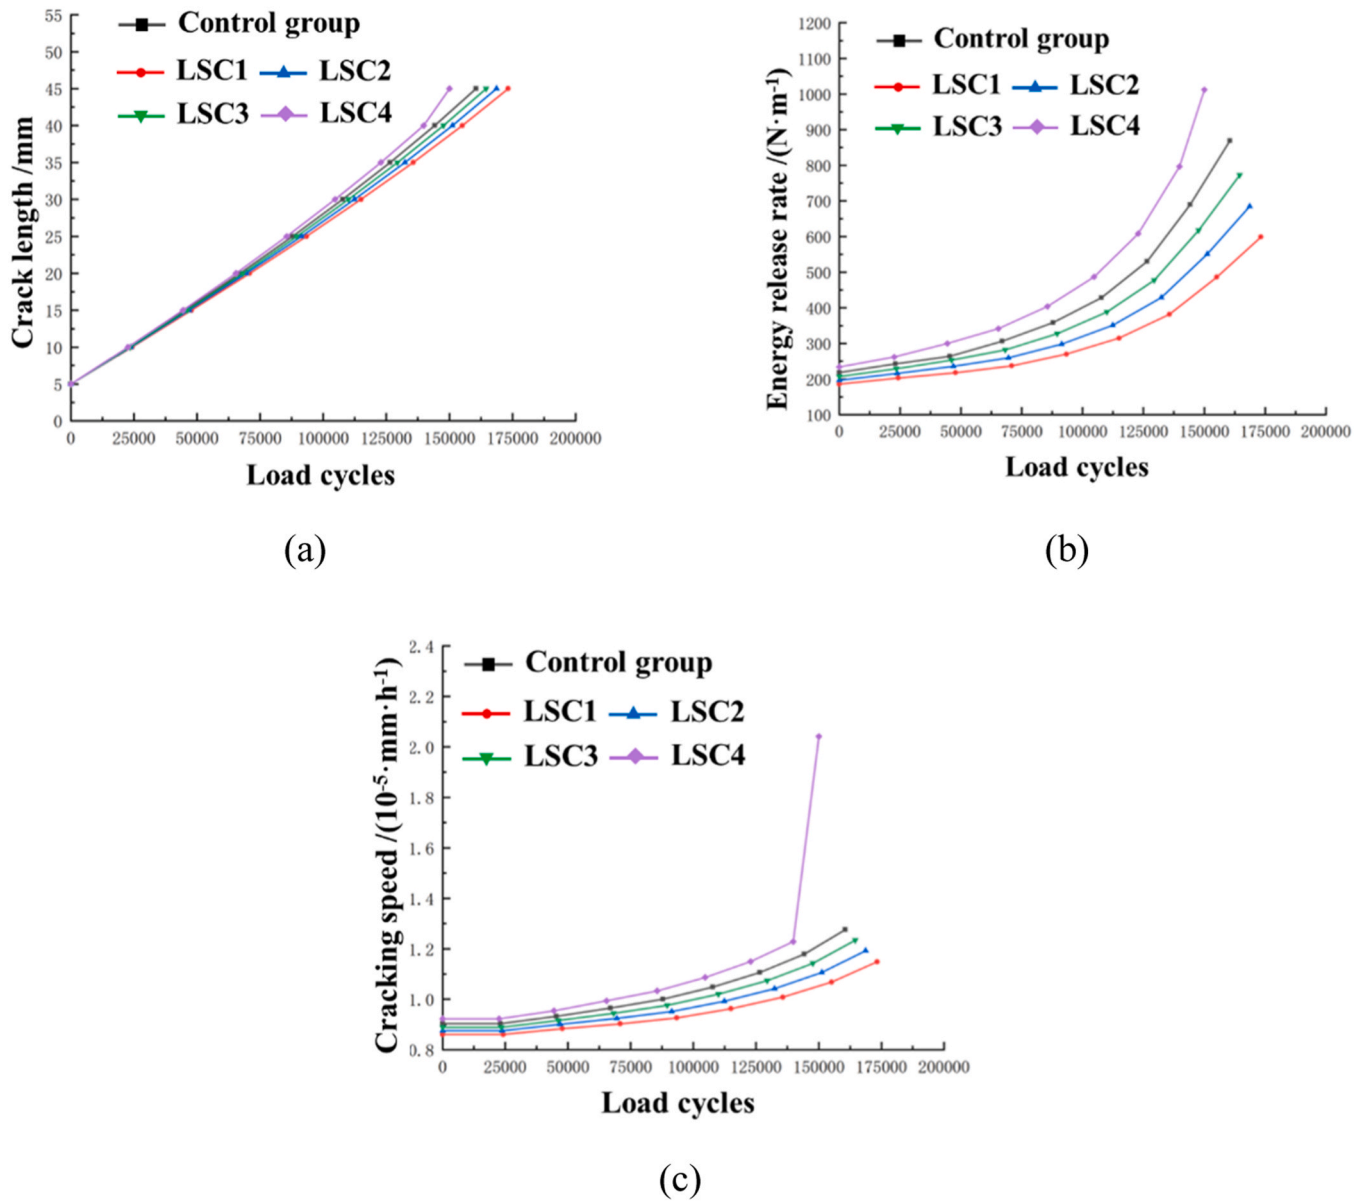 55
50
45
40
35
30
25
20
15
10
5
0
Crack length /mm
Control group
LSC1 LSC2
LSC3 LSC4
0 25000 50000 75000 100000 125000 150000 175000 200000
Load cycles
(a)
1200
1100
1000
900
800
700
600
500
400
300
200
100
Energy release rate /(N·m⁻¹)
Control group
LSC1 LSC2
LSC3 LSC4
0 25000 50000 75000 100000 125000 150000 175000 200000
Load cycles
(b)
2.4
2.2
2.0
1.8
1.6
1.4
1.2
1.0
0.8
Cracking speed /(10⁻⁵·mm·h⁻¹)
Control group
LSC1 LSC2
LSC3 LSC4
0 25000 50000 75000 100000 125000 150000 175000 200000
Load cycles
(c)